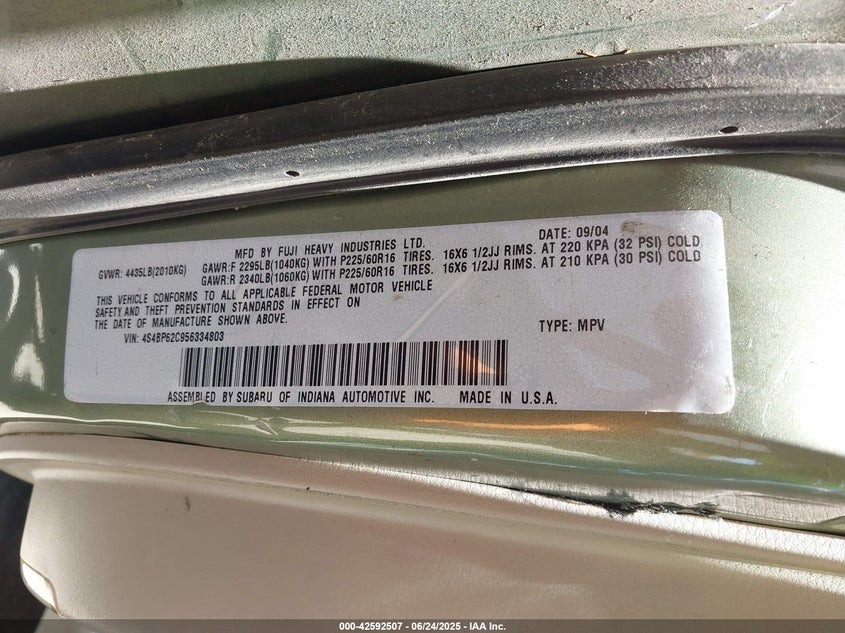 MFD BY FUJI HEAVY INDUSTRIES LTD. DATE: 09/04
GVWR: 4435LB(2010KG) GAWR:F 2295LB(1040KG) WITH P225/60R16 TIRES. 16X6 1/2JJ RIMS. AT 220 KPA (32 PSI) COLD
GAWR:R 2340LB(1060KG) WITH P225/60R16 TIRES. 16X6 1/2JJ RIMS. AT 210 KPA (30 PSI) COLD
THIS VEHICLE CONFORMS TO ALL APPLICABLE FEDERAL MOTOR VEHICLE
SAFETY AND THEFT PREVENTION STANDARDS IN EFFECT ON
THE DATE OF MANUFACTURE SHOWN ABOVE. TYPE: MPV
VIN: 4S4BP62C956334803
ASSEMBLED BY SUBARU OF INDIANA AUTOMOTIVE INC. MADE IN U.S.A.
000-42592507 / 06/24/2025 - IAA Inc.